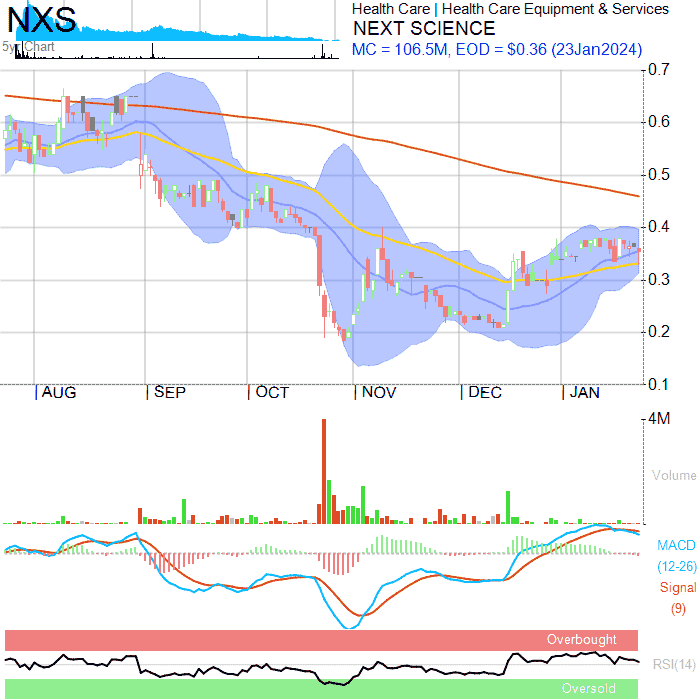 NXS
Health Care | Health Care Equipment & Services
NEXT SCIENCE
5yr Chart
MC = 106.5M, EOD = $0.36 (23Jan2024)
0.7
0.6
0.5
0.4
0.3
0.2
0.1
AUG
SEP
OCT
NOV
DEC
JAN
4M
Volume
MACD
(12-26)
Signal
(9)
Overbought
RSI(14)
Oversold